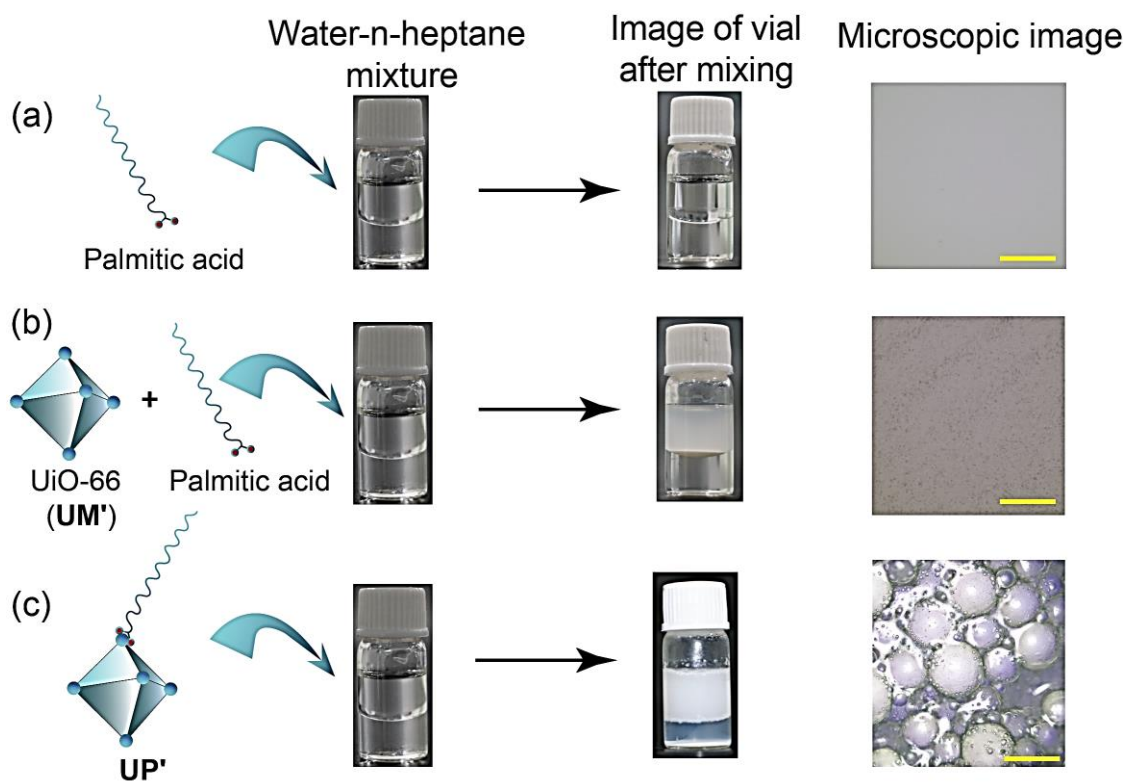 Water-n-heptane
mixture
Image of vial
after mixing
Microscopic image
(a)
Palmitic acid
(b)
+
UiO-66
(UM')
Palmitic acid
(c)
UP'